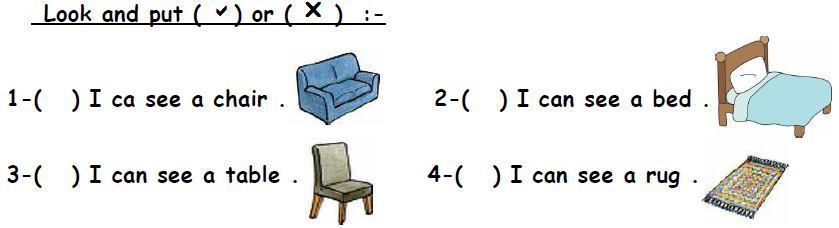 Look and put ( ✓ ) or ( X ) :-
1-( ) I ca see a chair . 2-( ) I can see a bed .
3-( ) I can see a table . 4-( ) I can see a rug .